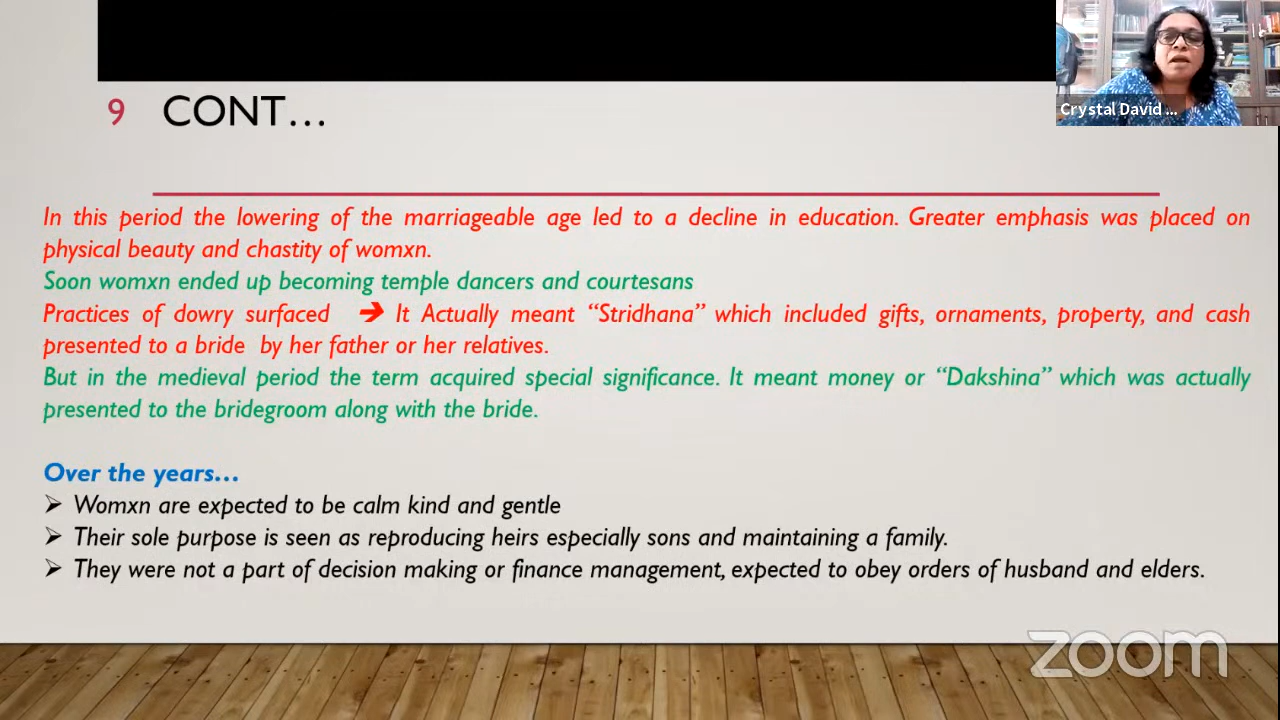 9 CONT...
Crystal David ...
In this period the lowering of the marriageable age led to a decline in education. Greater emphasis was placed on
physical beauty and chastity of womxn.
Soon womxn ended up becoming temple dancers and courtesans
Practices of dowry surfaced ➔ It Actually meant “Stridhana” which included gifts, ornaments, property, and cash
presented to a bride by her father or her relatives.
But in the medieval period the term acquired special significance. It meant money or “Dakshina” which was actually
presented to the bridegroom along with the bride.
Over the years...
➢ Womxn are expected to be calm kind and gentle
➢ Their sole purpose is seen as reproducing heirs especially sons and maintaining a family.
➢ They were not a part of decision making or finance management, expected to obey orders of husband and elders.
zoom